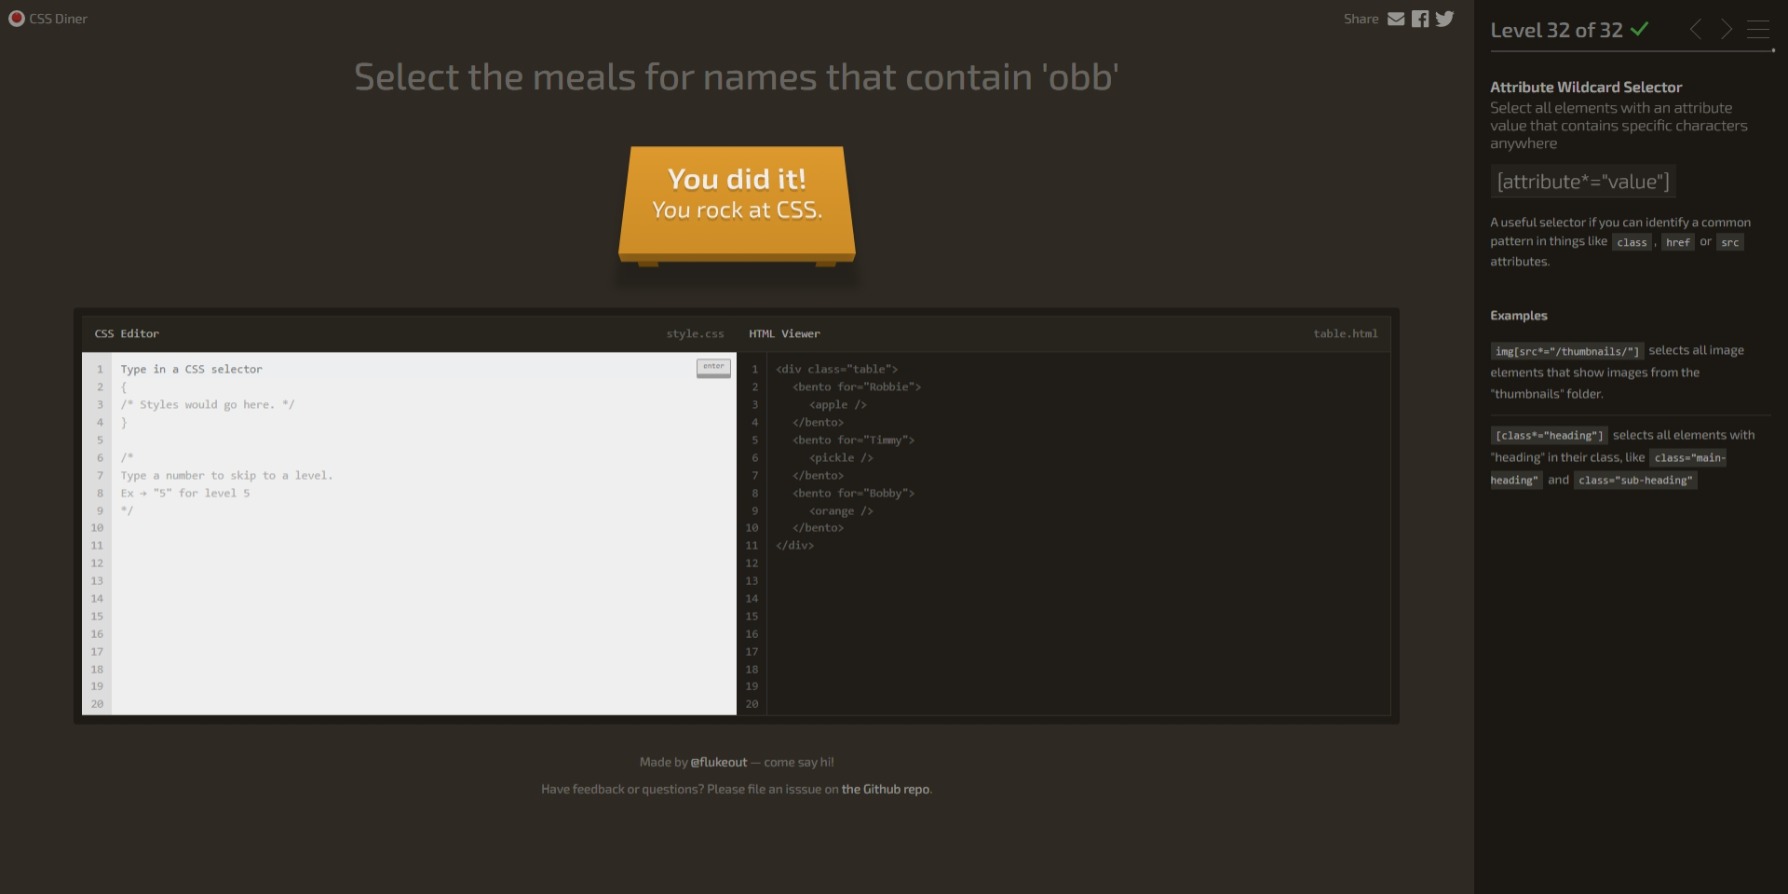 CSS Diner
Share
Select the meals for names that contain 'obb'
You did it!
You rock at CSS.
CSS Editor
style.css
HTML Viewer
table.html
1 Type in a CSS selector
enter
2 {
3 /* Styles would go here. */
4 }
5
6 /*
7 Type a number to skip to a level.
8 Ex → "5" for level 5
9 */
10
11
12
13
14
15
16
17
18
19
20
1 <div class="table">
2 <bento for="Robbie">
3 <apple />
4 </bento>
5 <bento for="Timmy">
6 <pickle />
7 </bento>
8 <bento for="Bobby">
9 <orange />
10 </bento>
11 </div>
12
13
14
15
16
17
18
19
20
Made by @flukeout — come say hi!
Have feedback or questions? Please file an isssue on the Github repo.
Level 32 of 32
Attribute Wildcard Selector
Select all elements with an attribute
value that contains specific characters
anywhere
[attribute*="value"]
A useful selector if you can identify a common
pattern in things like class , href or src
attributes.
Examples
img[src*="/thumbnails/"] selects all image
elements that show images from the
"thumbnails" folder.
[class*="heading"] selects all elements with
"heading" in their class, like class="main-
heading" and class="sub-heading"